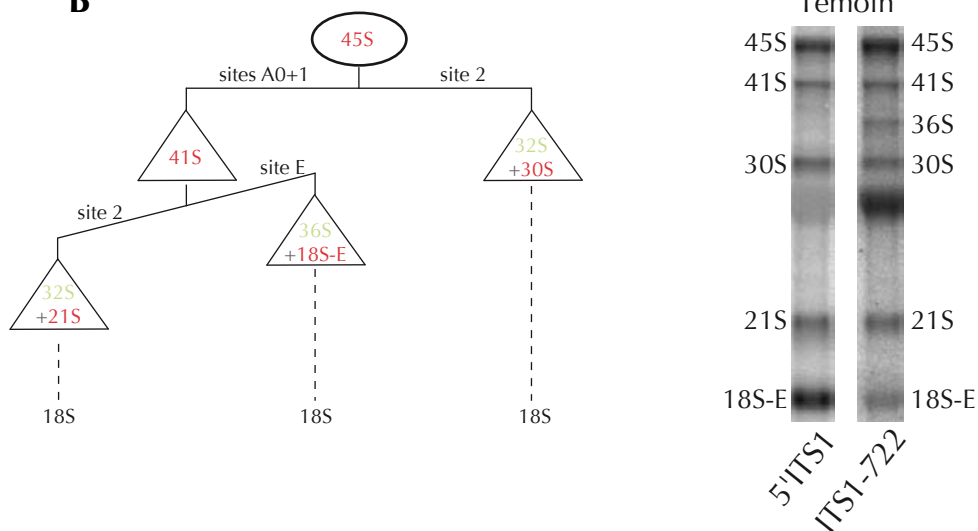 B
45S
sites A0+1
site 2
41S
32S
+30S
site E
site 2
36S
+18S-E
32S
+21S
18S
18S
18S
Témoin
45S
45S
41S
41S
36S
30S
30S
21S
21S
18S-E
18S-E
5'ITS1
ITS1-722